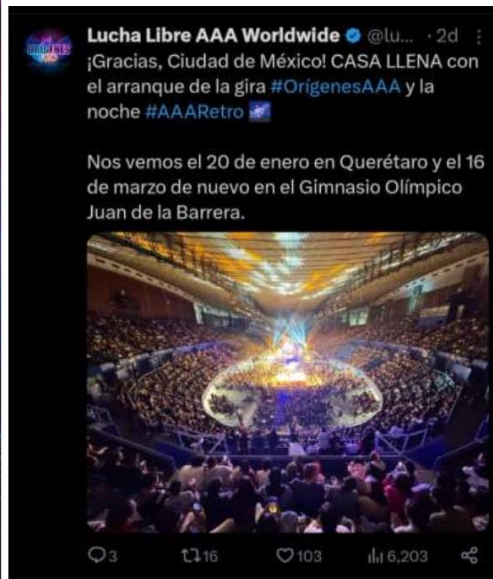 Lucha Libre AAA Worldwide @lu... · 2d
¡Gracias, Ciudad de México! CASA LLENA con
el arranque de la gira #OrígenesAAA y la
noche #AAARetro
Nos vemos el 20 de enero en Querétaro y el 16
de marzo de nuevo en el Gimnasio Olímpico
Juan de la Barrera.
3 16 103 6,203
ORÍGENES